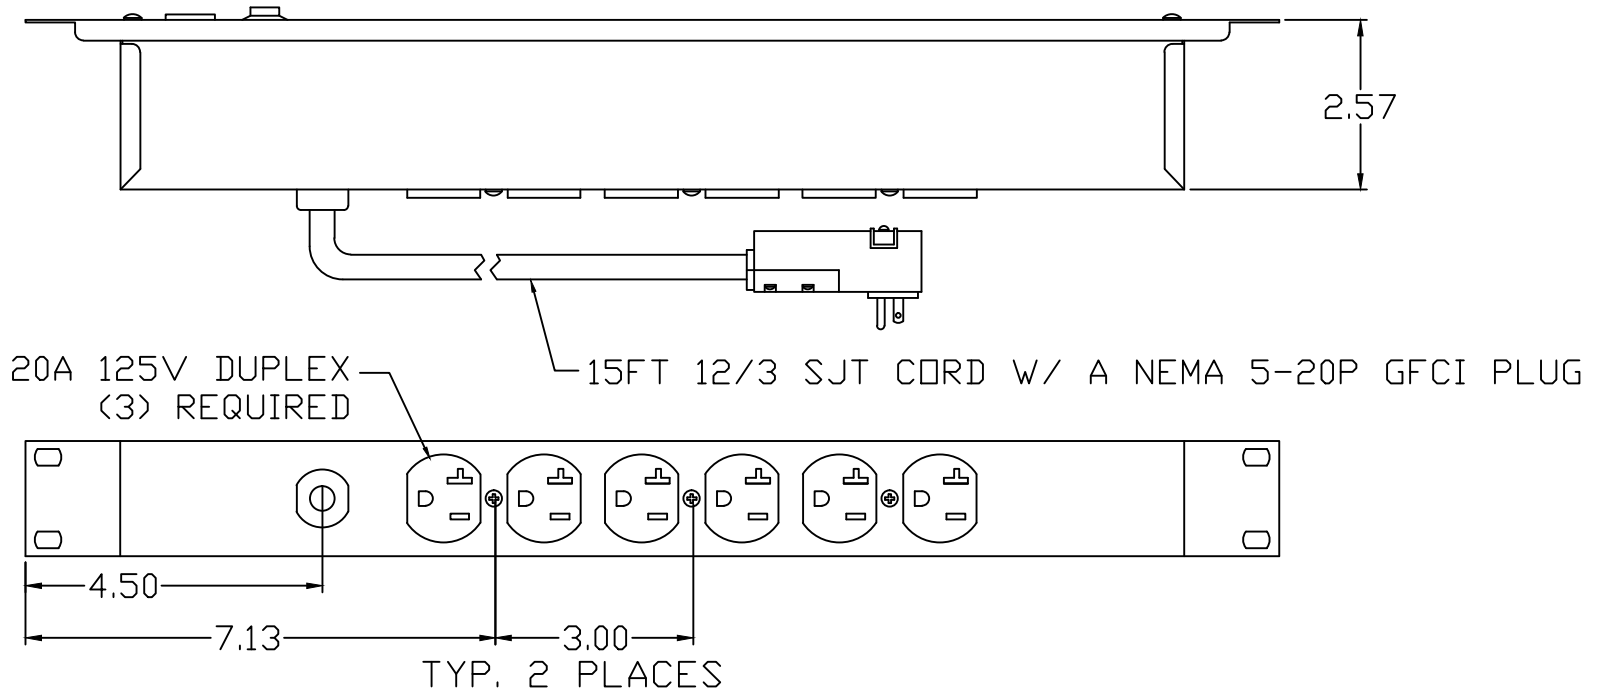 2.57
20A 125V DUPLEX
(3) REQUIRED
15FT 12/3 SJT CORD W/ A NEMA 5-20P GFCI PLUG
4.50
7.13
3.00
TYP. 2 PLACES